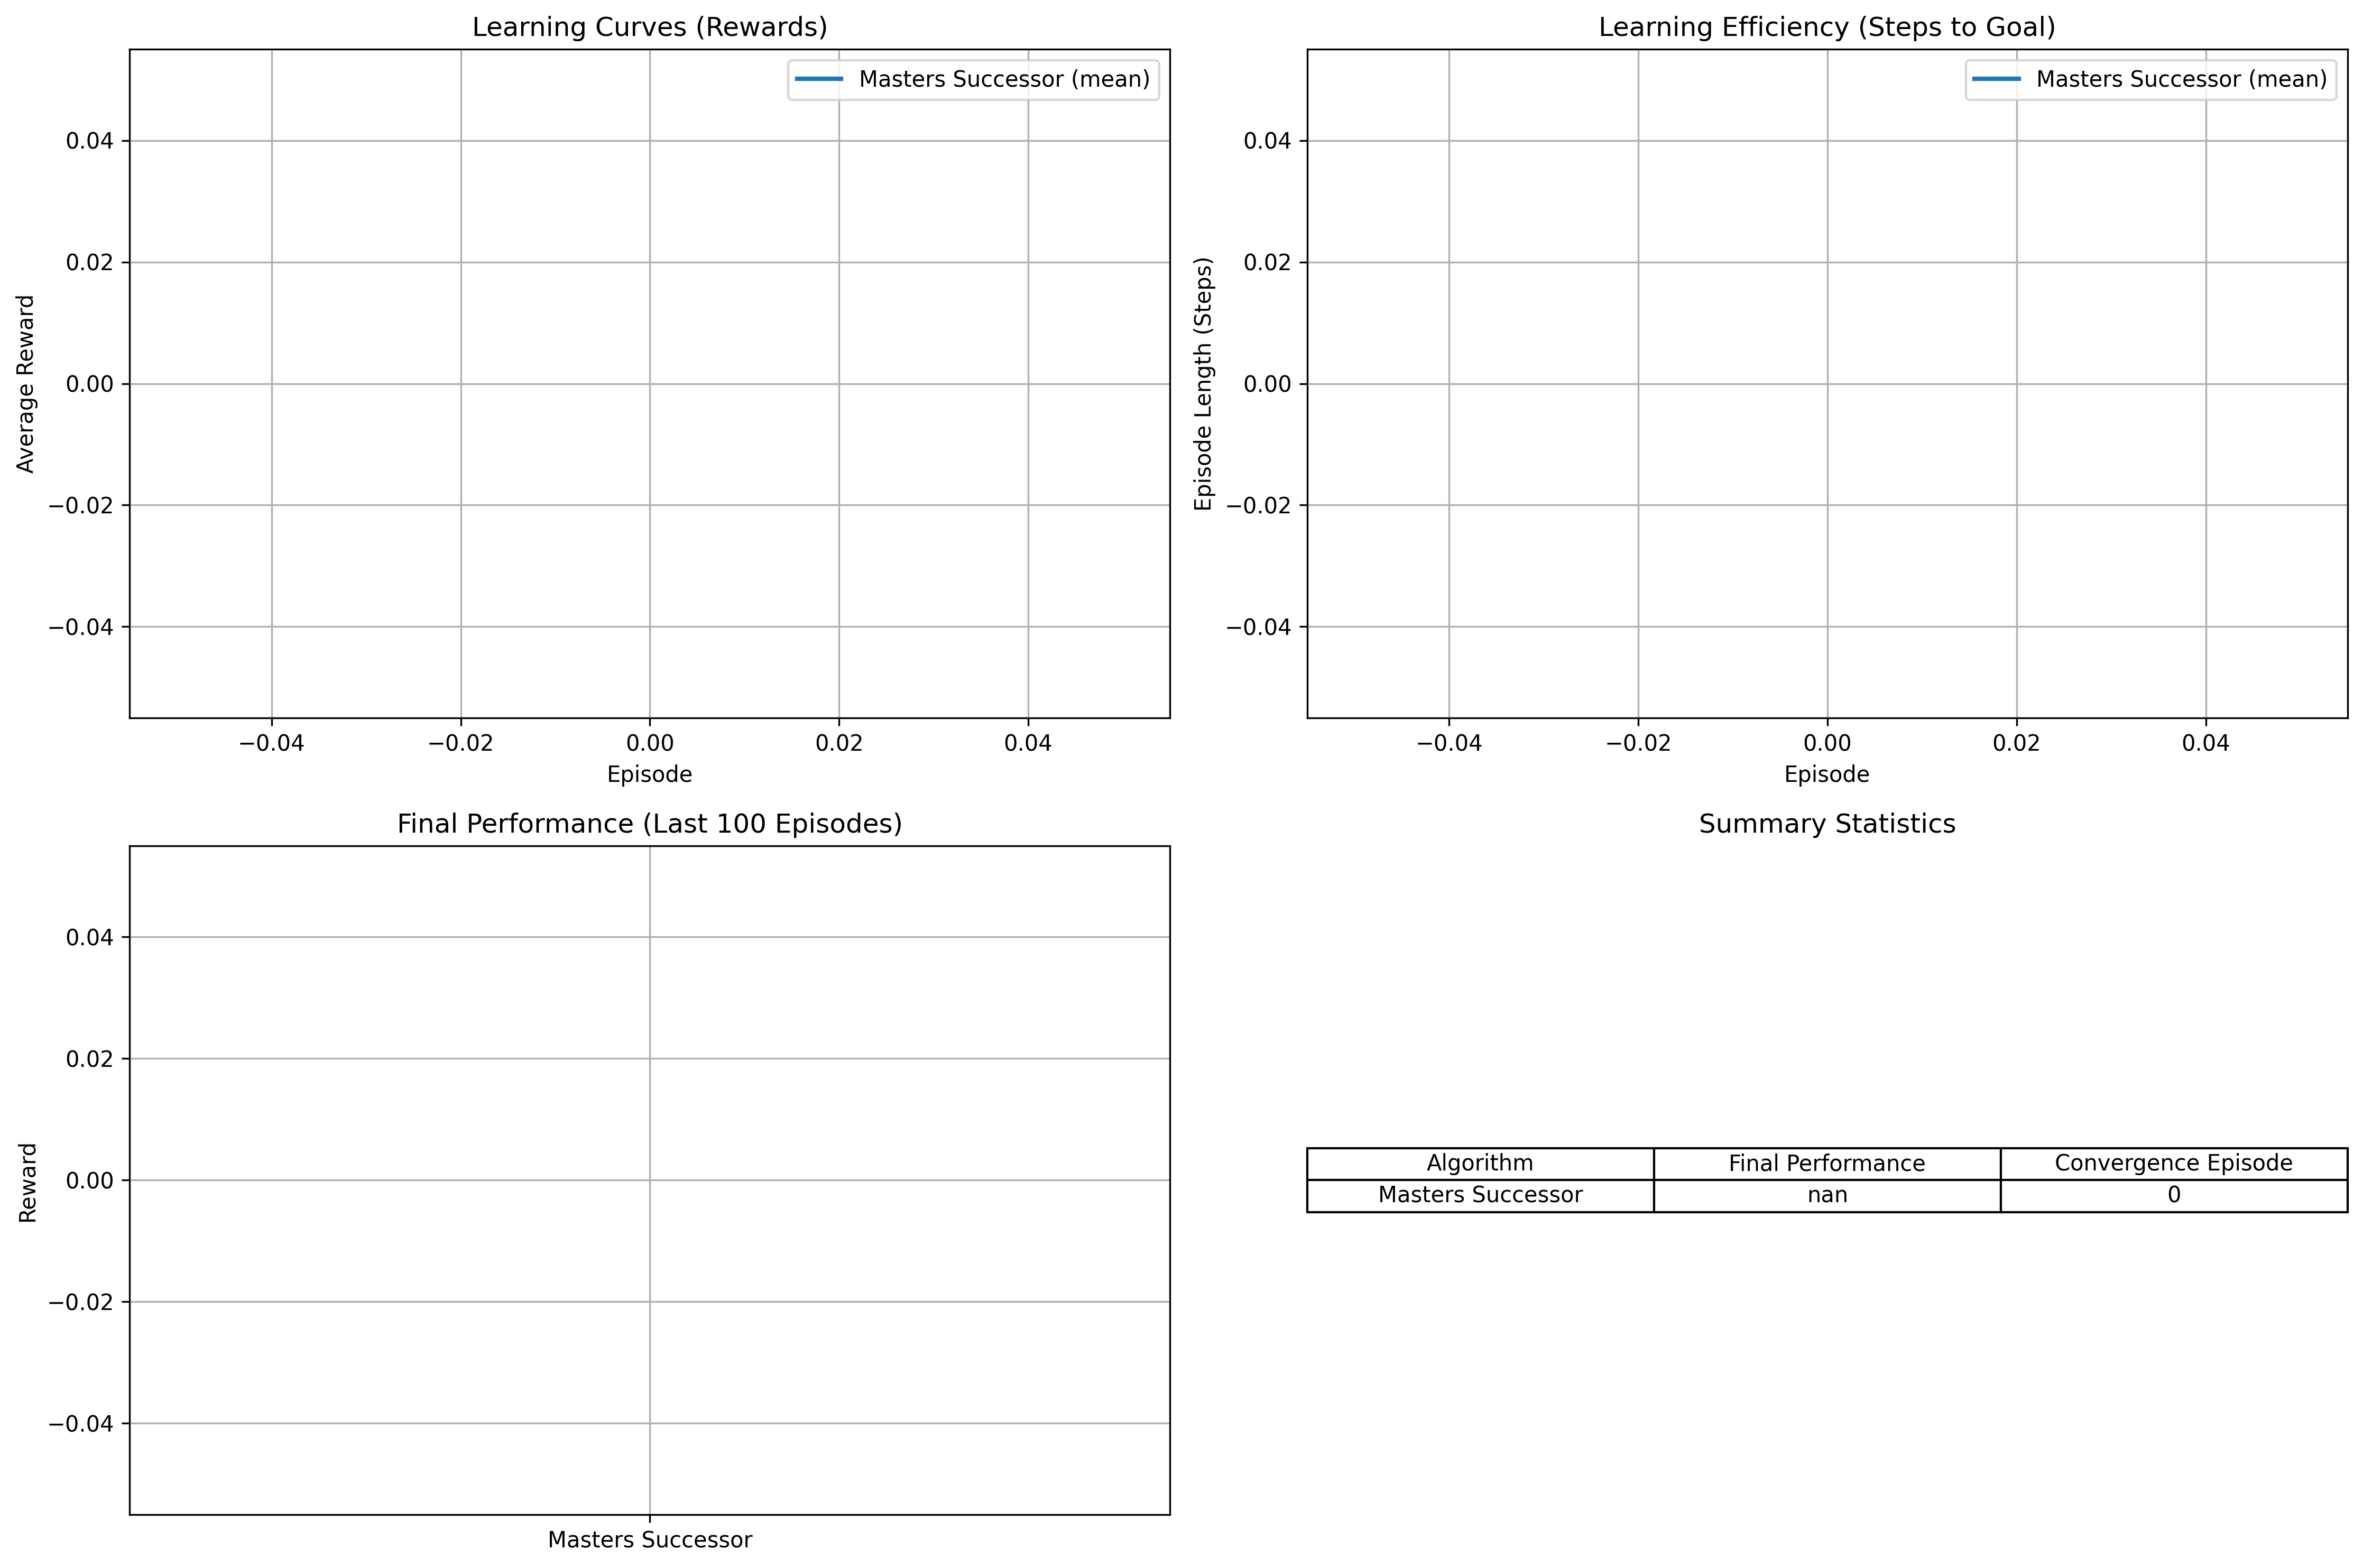 Learning Curves (Rewards)
Masters Successor (mean)
Average Reward
0.04
0.02
0.00
−0.02
−0.04
−0.04 −0.02 0.00 0.02 0.04
Episode
Learning Efficiency (Steps to Goal)
Masters Successor (mean)
Episode Length (Steps)
0.04
0.02
0.00
−0.02
−0.04
−0.04 −0.02 0.00 0.02 0.04
Episode
Final Performance (Last 100 Episodes)
Reward
0.04
0.02
0.00
−0.02
−0.04
Masters Successor
Summary Statistics
Algorithm Final Performance Convergence Episode
Masters Successor nan 0